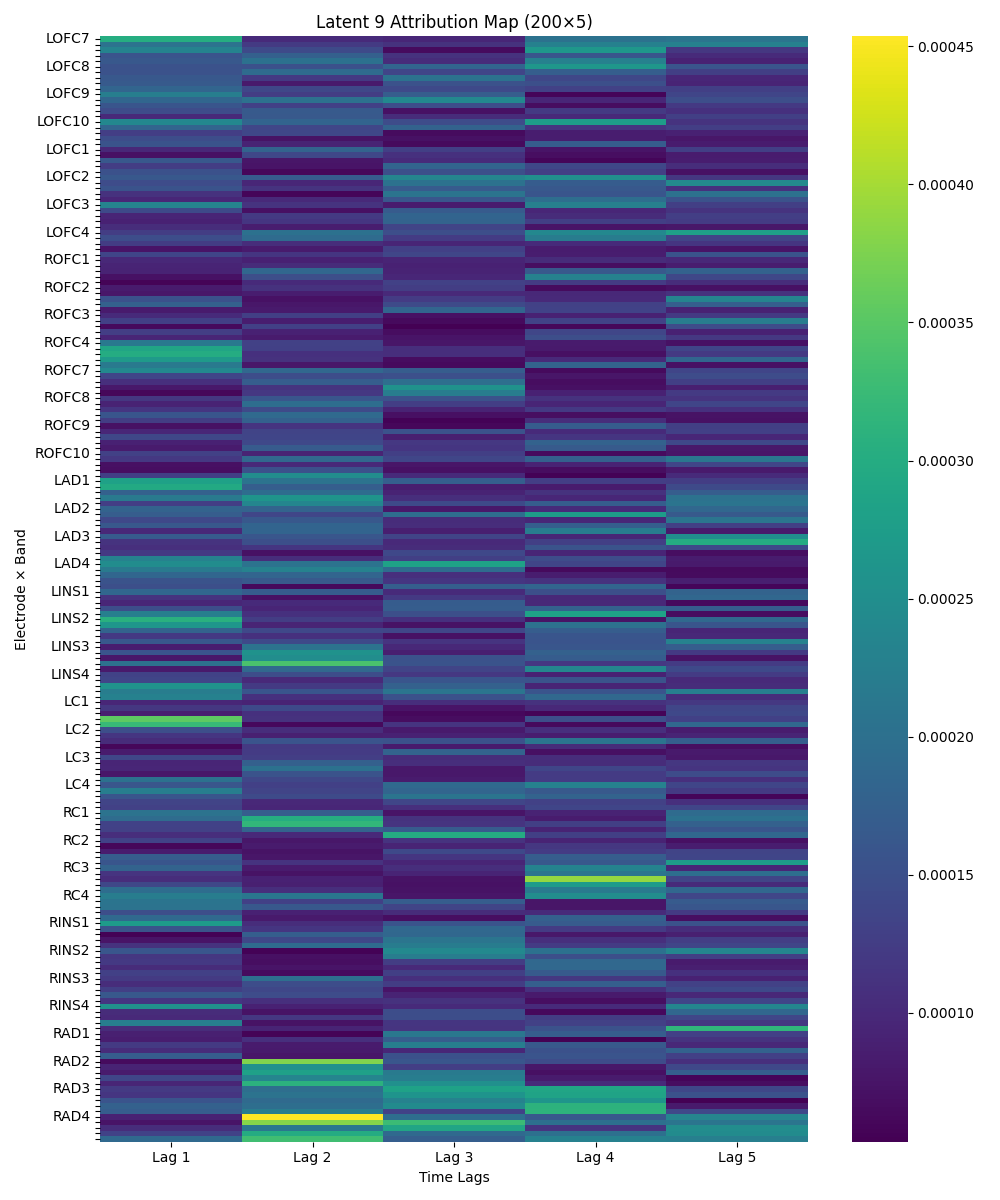 Latent 9 Attribution Map (200×5)
LOFC7
LOFC8
LOFC9
LOFC10
LOFC1
LOFC2
LOFC3
LOFC4
ROFC1
ROFC2
ROFC3
ROFC4
ROFC7
ROFC8
ROFC9
ROFC10
LAD1
LAD2
LAD3
LAD4
LINS1
LINS2
LINS3
LINS4
LC1
LC2
LC3
LC4
RC1
RC2
RC3
RC4
RINS1
RINS2
RINS3
RINS4
RAD1
RAD2
RAD3
RAD4
Electrode × Band
Lag 1 Lag 2 Lag 3 Lag 4 Lag 5
Time Lags
0.00045
0.00040
0.00035
0.00030
0.00025
0.00020
0.00015
0.00010